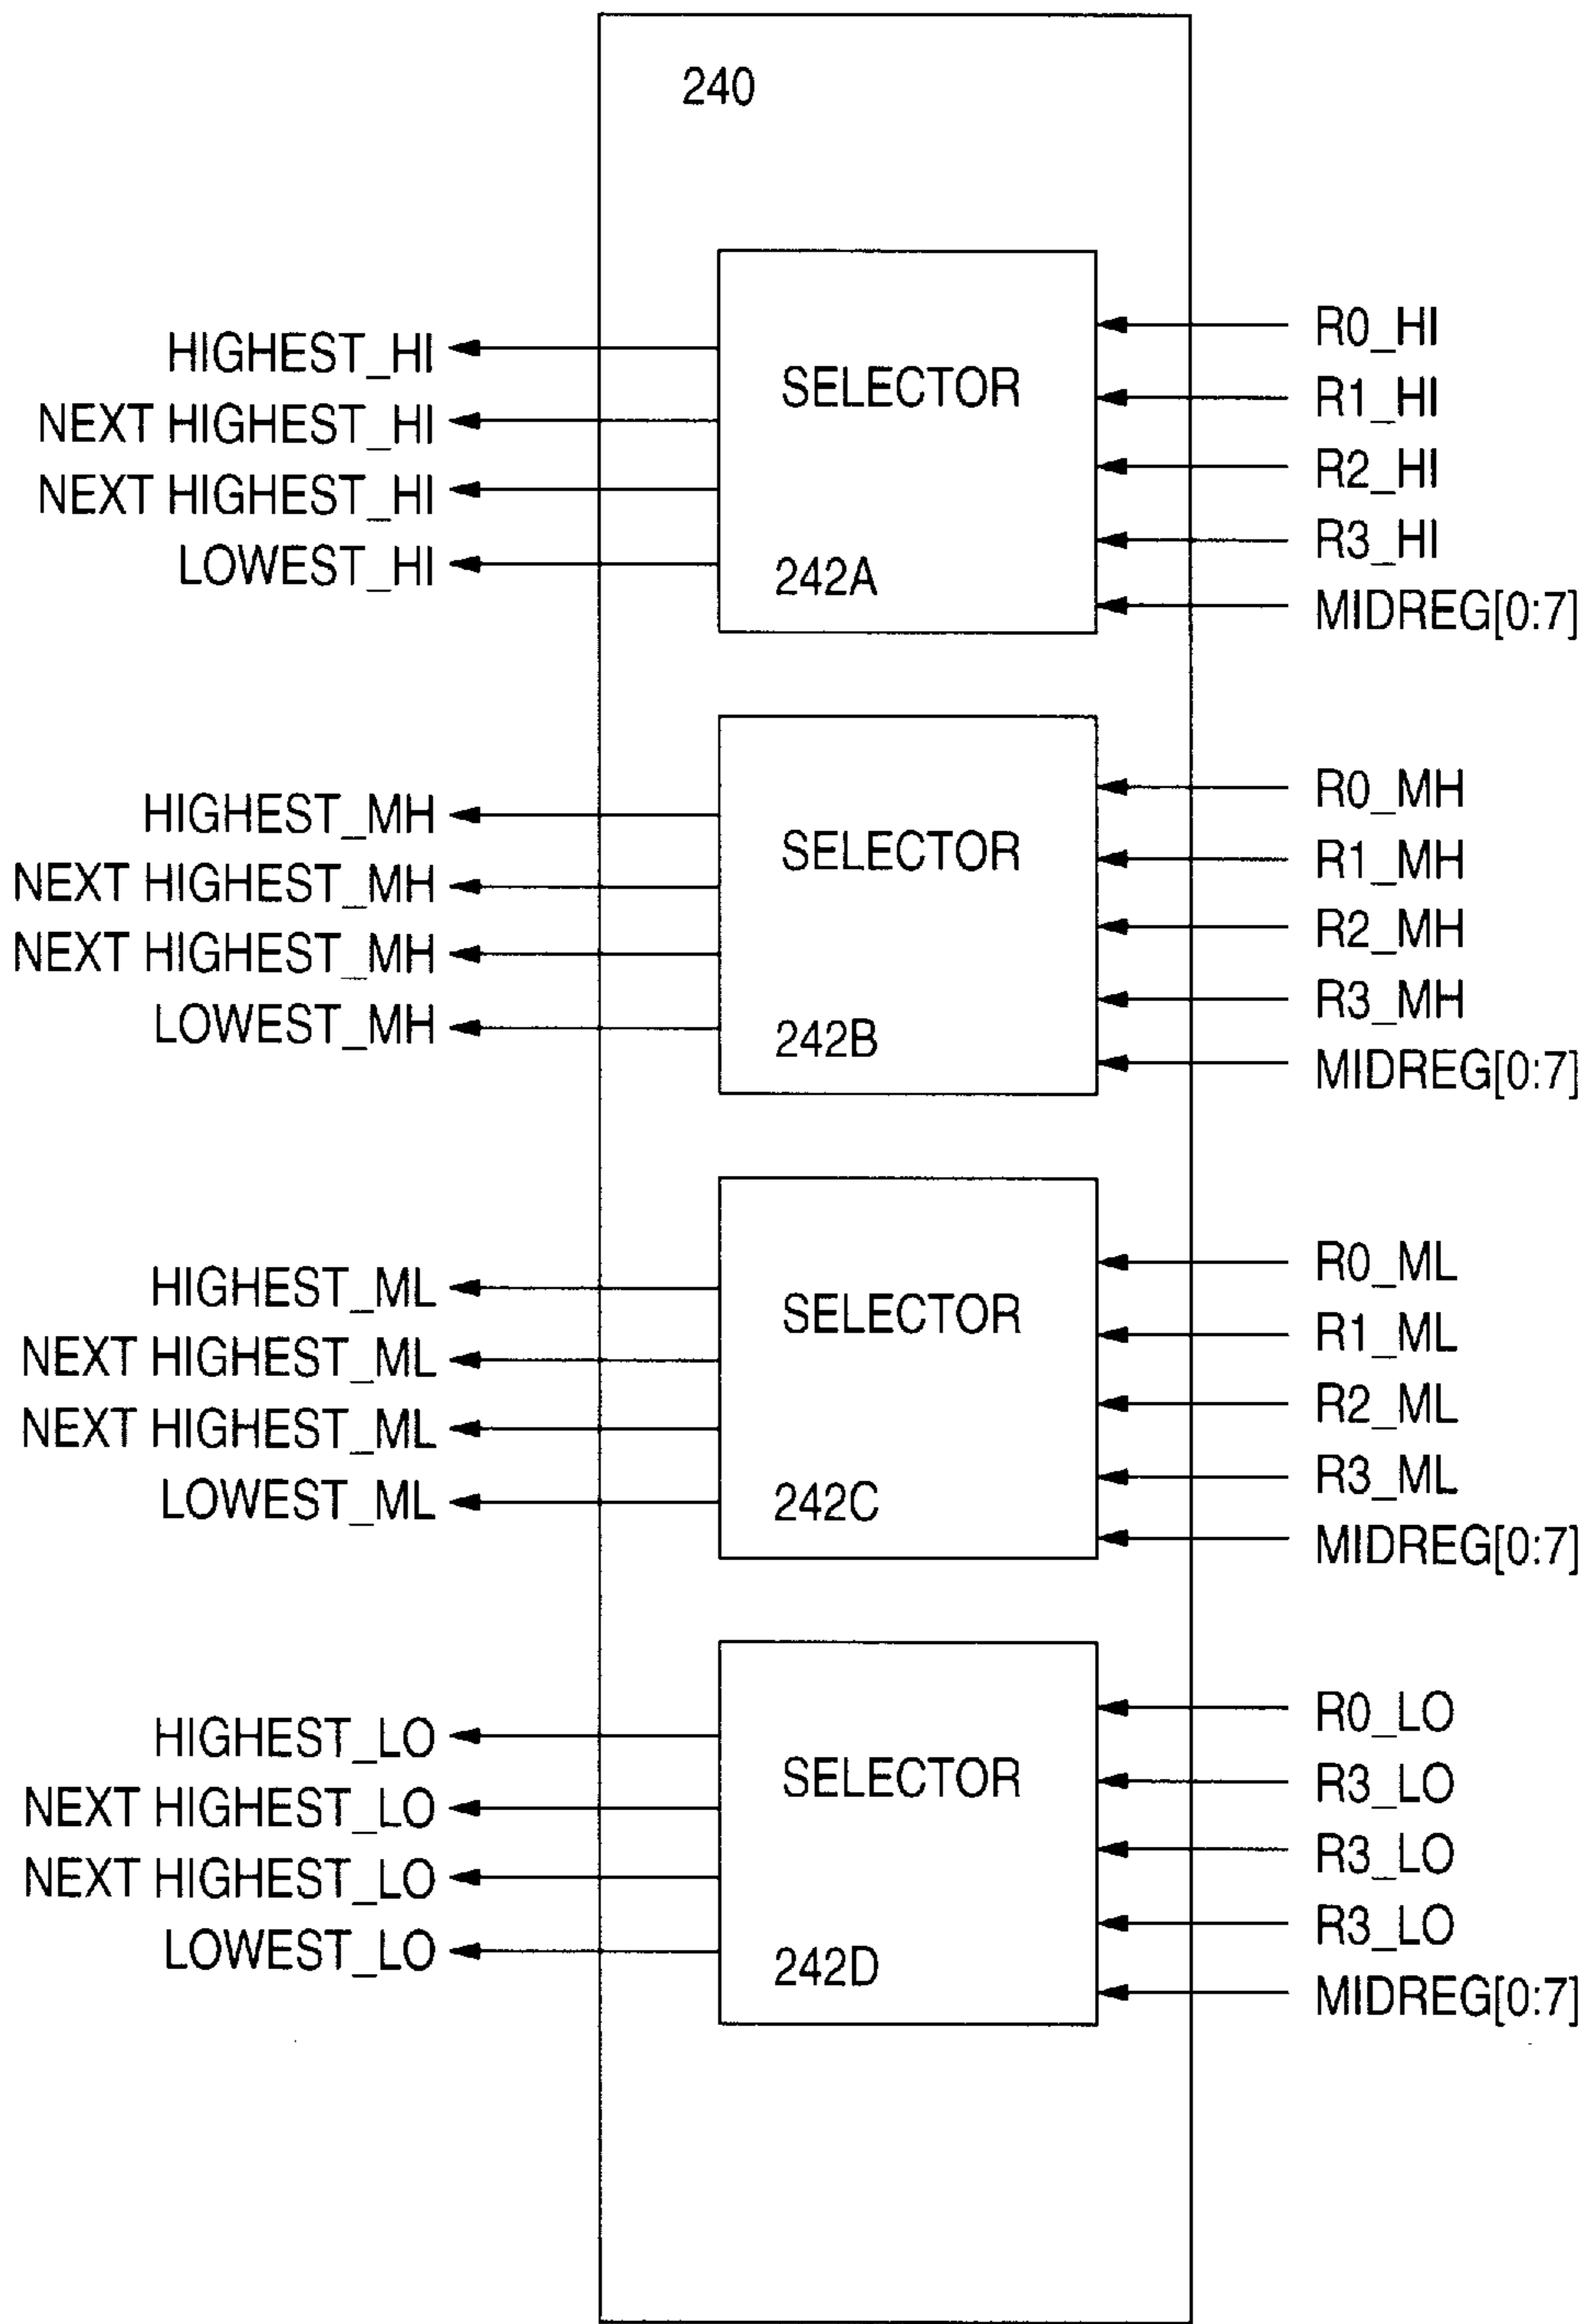 240
HIGHEST_HI
NEXT HIGHEST_HI
NEXT HIGHEST_HI
LOWEST_HI
SELECTOR
242A
R0_HI
R1_HI
R2_HI
R3_HI
MIDREG[0:7]
HIGHEST_MH
NEXT HIGHEST_MH
NEXT HIGHEST_MH
LOWEST_MH
SELECTOR
242B
R0_MH
R1_MH
R2_MH
R3_MH
MIDREG[0:7]
HIGHEST_ML
NEXT HIGHEST_ML
NEXT HIGHEST_ML
LOWEST_ML
SELECTOR
242C
R0_ML
R1_ML
R2_ML
R3_ML
MIDREG[0:7]
HIGHEST_LO
NEXT HIGHEST_LO
NEXT HIGHEST_LO
LOWEST_LO
SELECTOR
242D
R0_LO
R3_LO
R3_LO
R3_LO
MIDREG[0:7]